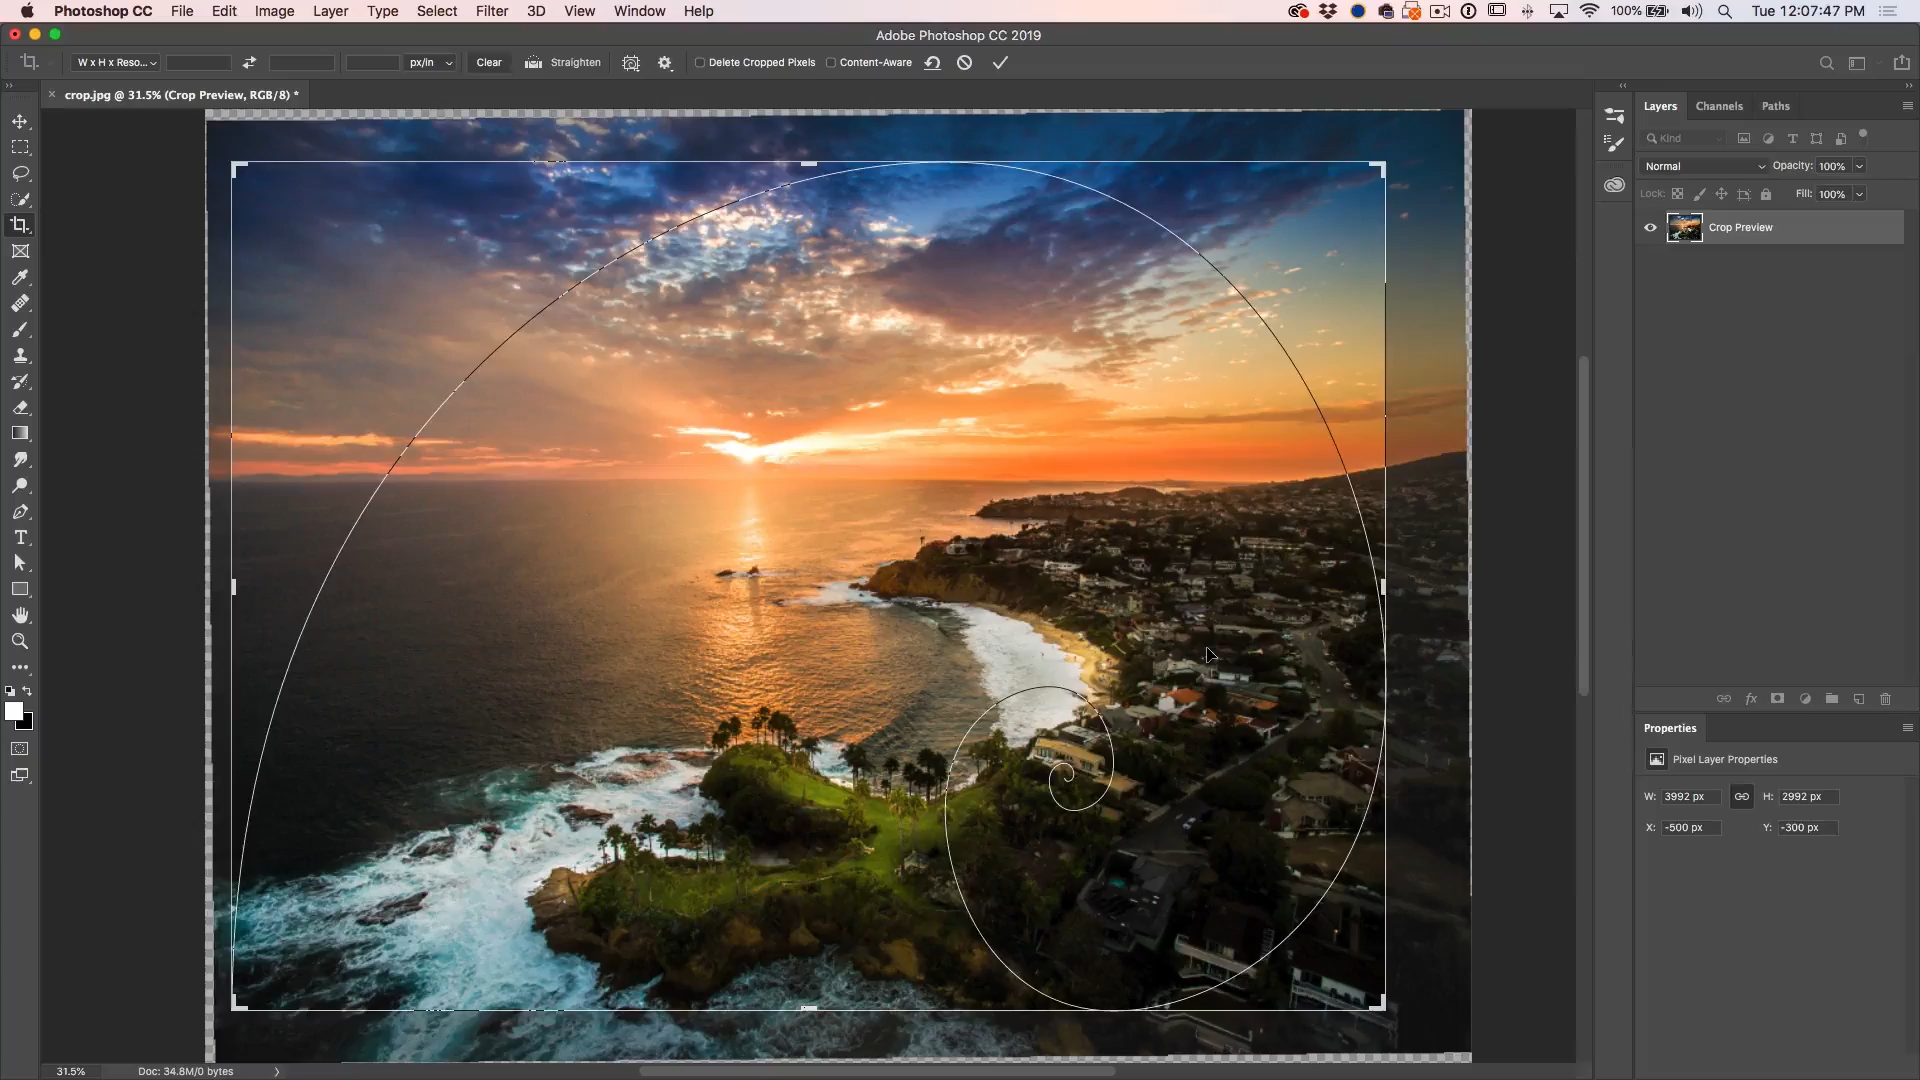 Photoshop CC File Edit Image Layer Type Select Filter 3D View Window Help 100% Tue 12:07:47 PM
Adobe Photoshop CC 2019
W x H x Reso... px/in Clear Straighten Delete Cropped Pixels Content-Aware
crop.jpg @ 31.5% (Crop Preview, RGB/8) *
Layers Channels Paths
Kind
Normal Opacity: 100%
Lock: Fill: 100%
Crop Preview
fx
Properties
Pixel Layer Properties
W: 3992 px H: 2992 px
X: -500 px Y: -300 px
31.5% Doc: 34.8M/0 bytes